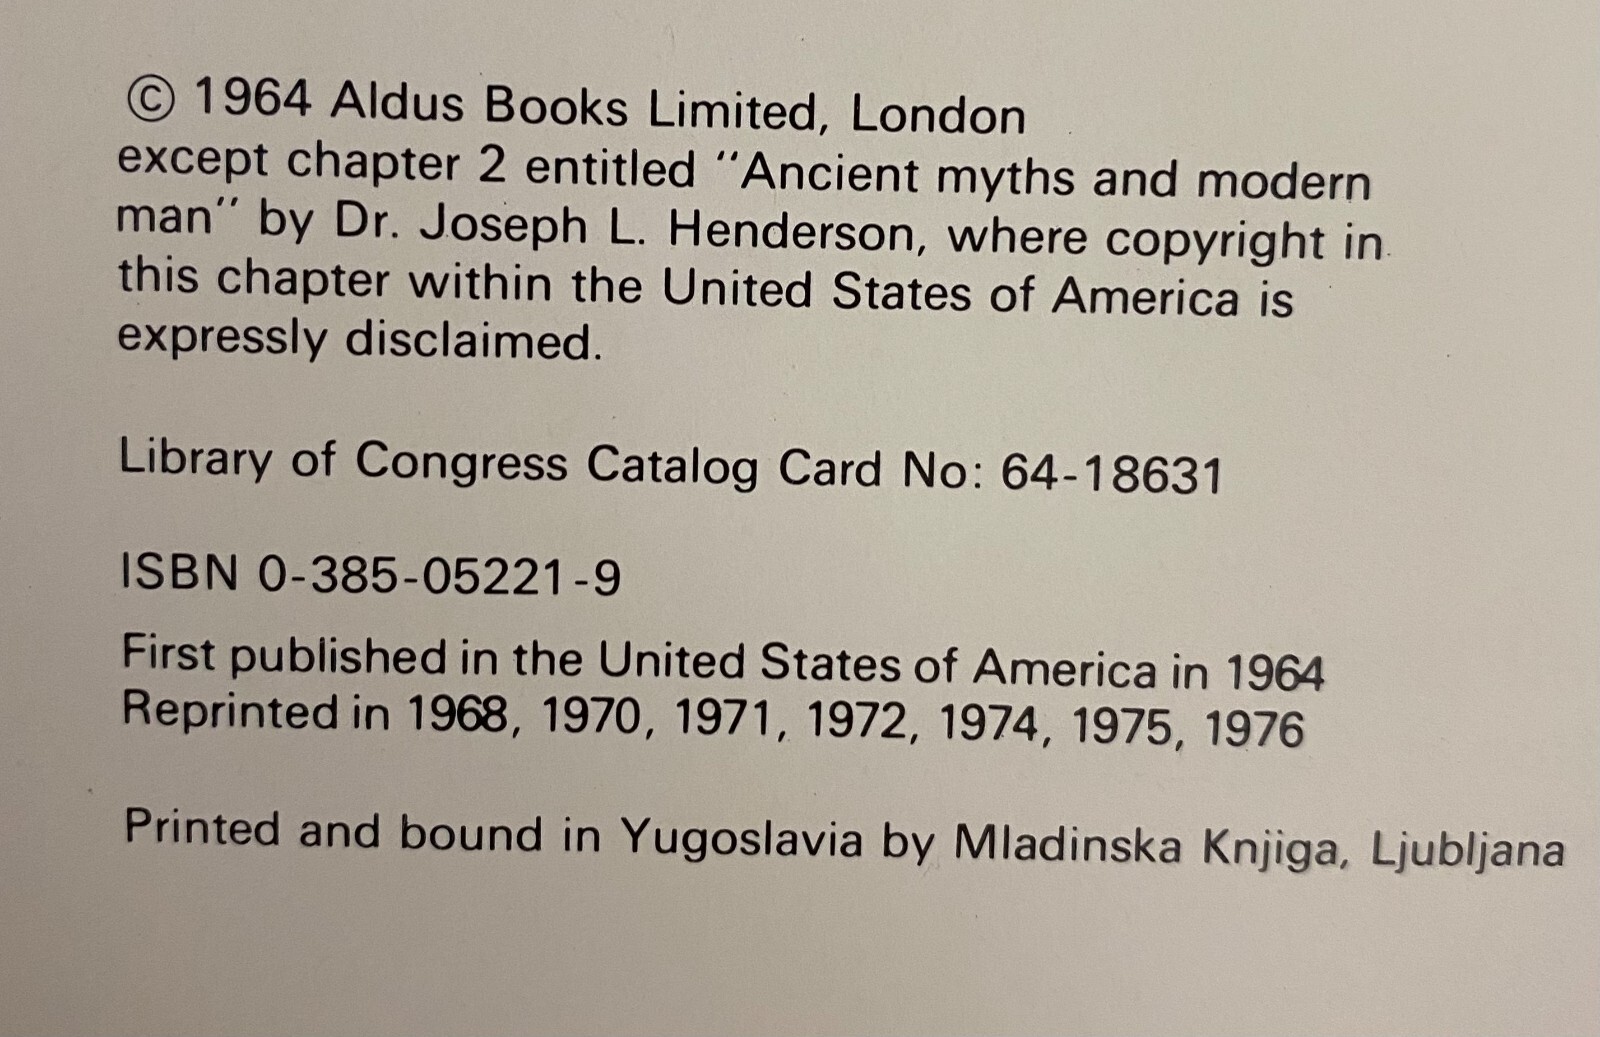 © 1964 Aldus Books Limited, London
except chapter 2 entitled "Ancient myths and modern
man" by Dr. Joseph L. Henderson, where copyright in
this chapter within the United States of America is
expressly disclaimed.
Library of Congress Catalog Card No: 64-18631
ISBN 0-385-05221-9
First published in the United States of America in 1964
Reprinted in 1968, 1970, 1971, 1972, 1974, 1975, 1976
Printed and bound in Yugoslavia by Mladinska Knjiga, Ljubljana